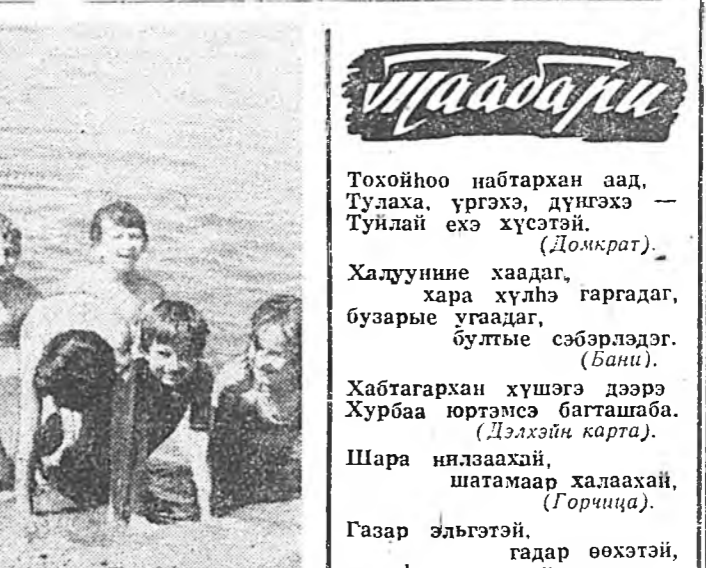 Таабари
Тохойһоо набтархан аад,
Тулаха, үргэхэ, дүнгэхэ —
Туйлай ехэ хүсэтэй.
(Домкрат).
Халууниие хаадаг,
хара хүлһэ гаргадаг,
бузарые угаадаг,
бултые сэбэрлэдэг.
(Бани).
Хабтагархан хүшэгэ дээрэ
Хурбаа юртэмсэ багташаба.
(Дэлхэйн карта).
Шара нилзаахай,
шатамаар халаахай,
(Горчица).
Газар эльгэтэй,
гадар өөхэтэй,